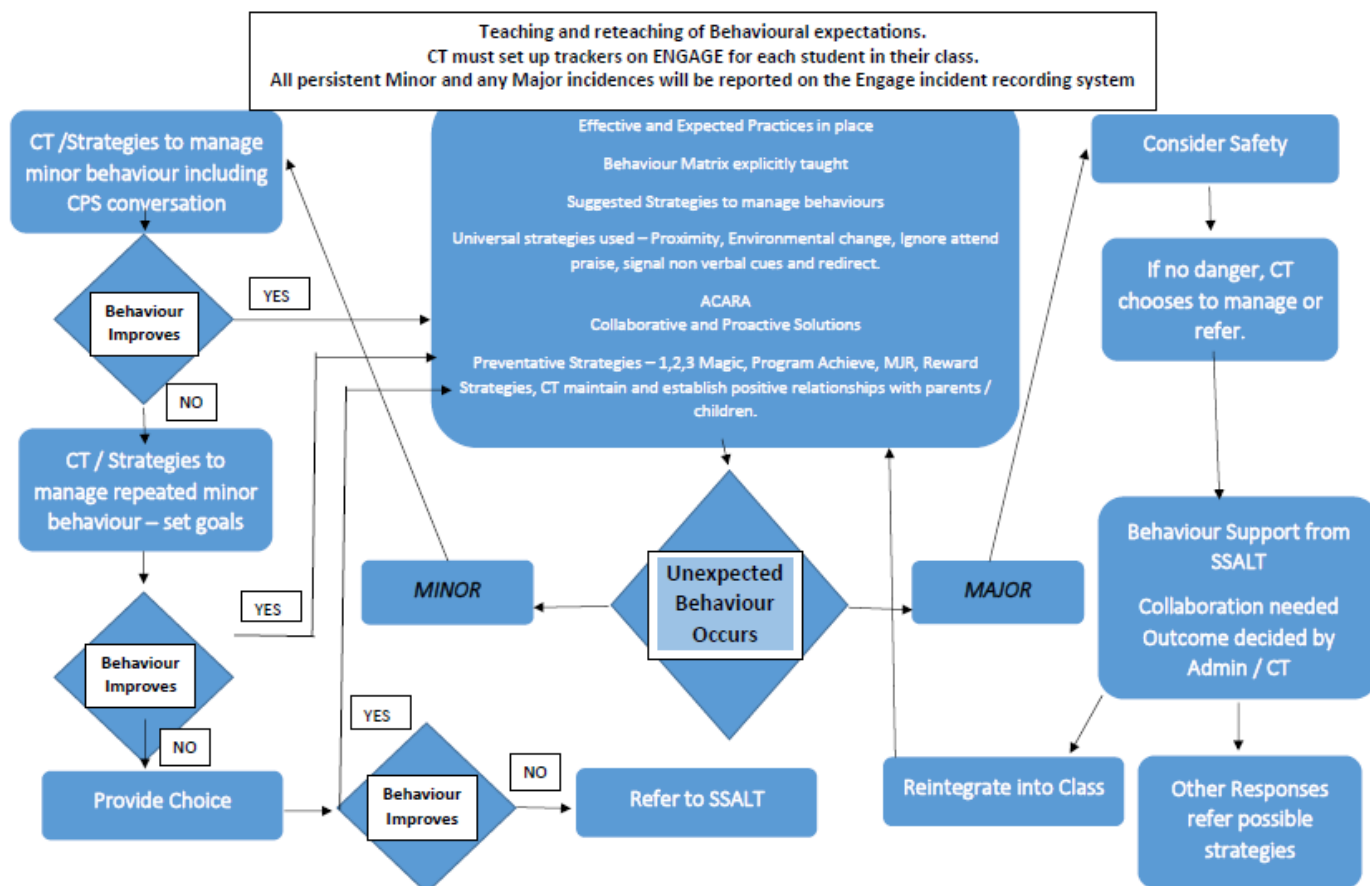 Teaching and reteaching of Behavioural expectations.
CT must set up trackers on ENGAGE for each student in their class.
All persistent Minor and any Major incidences will be reported on the Engage incident recording system
CT /Strategies to manage
minor behaviour including
CPS conversation
Effective and Expected Practices in place
Behaviour Matrix explicitly taught
Suggested Strategies to manage behaviours
Universal strategies used – Proximity, Environmental change, Ignore attend
praise, signal non verbal cues and redirect.
ACARA
Collaborative and Proactive Solutions
Preventative Strategies – 1,2,3 Magic, Program Achieve, MJR, Reward
Strategies, CT maintain and establish positive relationships with parents /
children.
Consider Safety
If no danger, CT
chooses to manage or
refer.
Behaviour
Improves
YES
NO
CT / Strategies to
manage repeated minor
behaviour – set goals
MINOR
Unexpected
Behaviour
Occurs
MAJOR
Behaviour Support from
SSALT
Collaboration needed
Outcome decided by
Admin / CT
YES
Behaviour
Improves
NO
Provide Choice
YES
Behaviour
Improves
NO
Refer to SSALT
Reintegrate into Class
Other Responses
refer possible
strategies